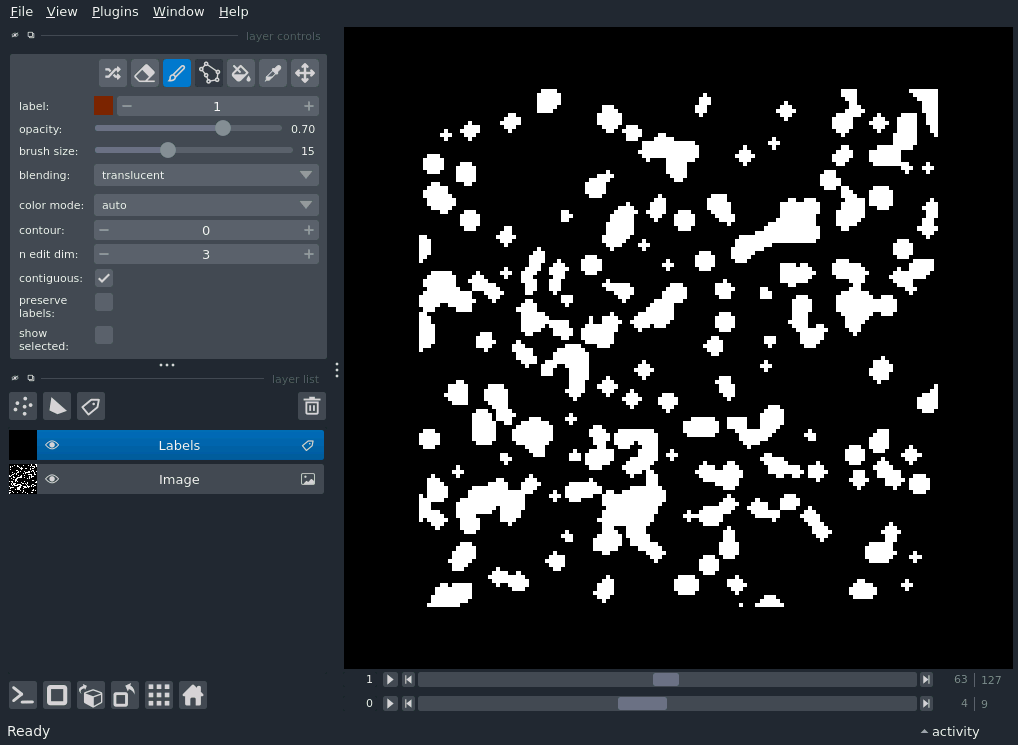 File View Plugins Window Help
layer controls
label: 1
opacity: 0.70
brush size: 15
blending: translucent
color mode: auto
contour: 0
n edit dim: 3
contiguous:
preserve
labels:
show
selected:
layer list
Labels
Image
1 63 127
0 4 9
Ready activity